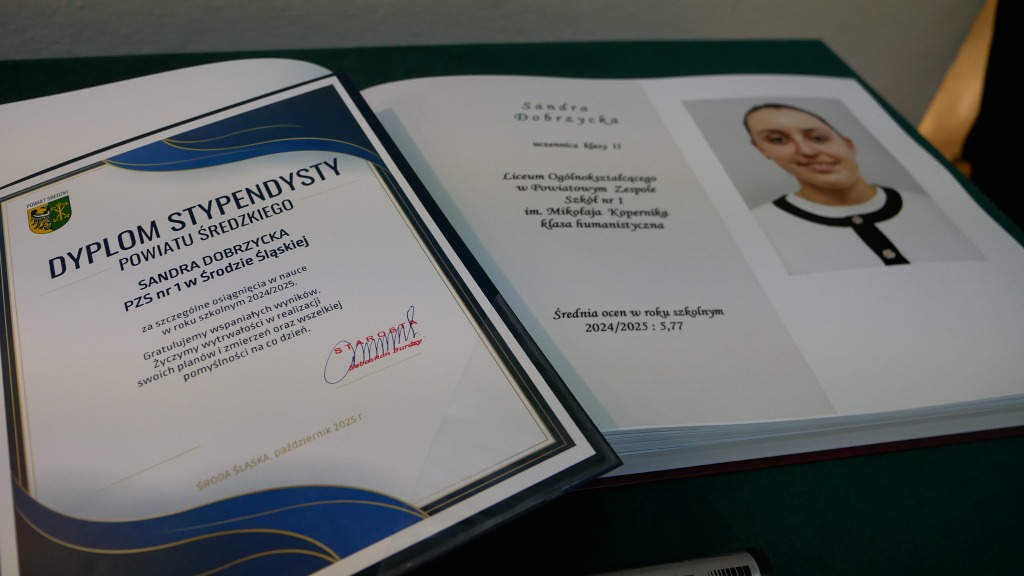 POWIAT ŚREDZKI
DYPLOM STYPENDYSTY
POWIATU ŚREDZKIEGO
SANDRA DOBRZYCKA
PZS nr 1 w Środzie Śląskiej
za szczególne osiągnięcia w nauce
w roku szkolnym 2024/2025.
Gratulujemy wspaniałych wyników.
Życzymy wytrwałości w realizacji
swoich planów i zmierzeń oraz wszelkiej
pomyślności na co dzień.
STAROSTA
Sebastian Burdzy
ŚRODA ŚLĄSKA, październik 2025 r.
Sandra
Dobrzycka
uczennica klasy II
Liceum Ogólnokształcącego
w Powiatowym Zespole
Szkół nr 1
im. Mikołaja Kopernika
klasa humanistyczna
Średnia ocen w roku szkolnym
2024/2025 : 5,77